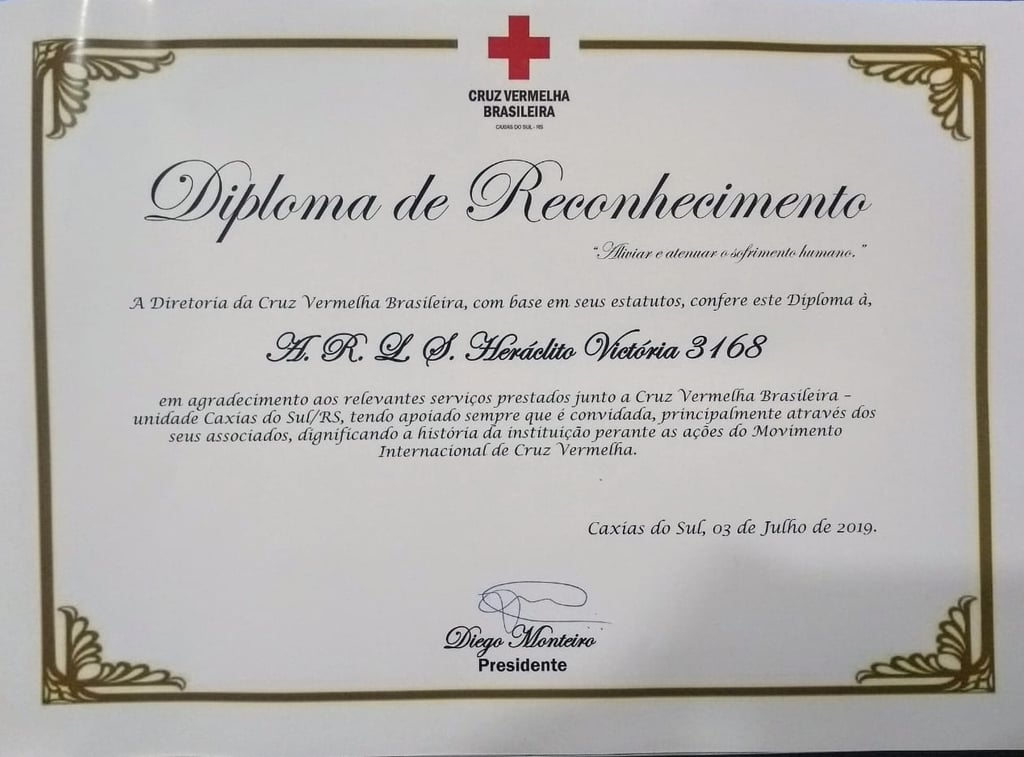 CRUZ VERMELHA
BRASILEIRA
CAXIAS DO SUL - RS
Diploma de Reconhecimento
"Aliviar e atenuar o sofrimento humano."
A Diretoria da Cruz Vermelha Brasileira, com base em seus estatutos, confere este Diploma à,
A. R. L. S. Heráclito Victória 3168
em agradecimento aos relevantes serviços prestados junto a Cruz Vermelha Brasileira –
unidade Caxias do Sul/RS, tendo apoiado sempre que é convidada, principalmente através dos
seus associados, dignificando a história da instituição perante as ações do Movimento
Internacional de Cruz Vermelha.
Caxias do Sul, 03 de Julho de 2019.
Diego Monteiro
Presidente